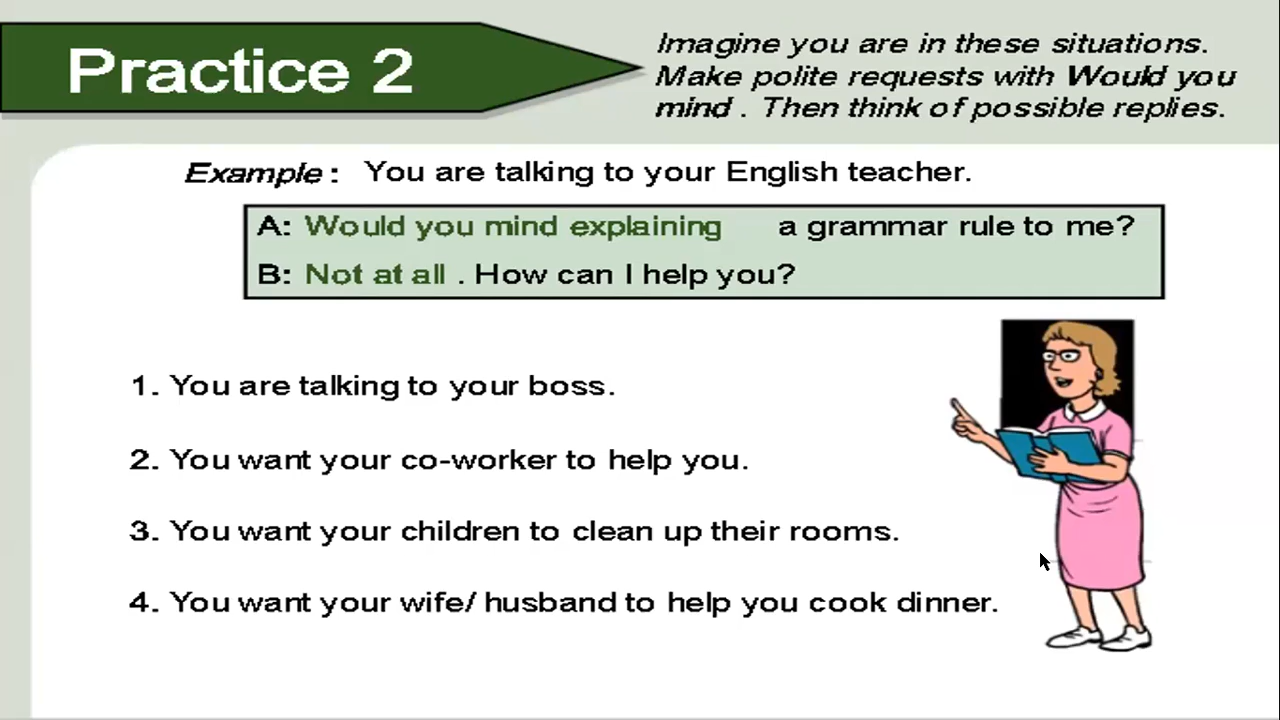 Practice 2
Imagine you are in these situations.
Make polite requests with Would you
mind . Then think of possible replies.
Example : You are talking to your English teacher.
A: Would you mind explaining a grammar rule to me?
B: Not at all . How can I help you?
1. You are talking to your boss.
2. You want your co-worker to help you.
3. You want your children to clean up their rooms.
4. You want your wife/ husband to help you cook dinner.